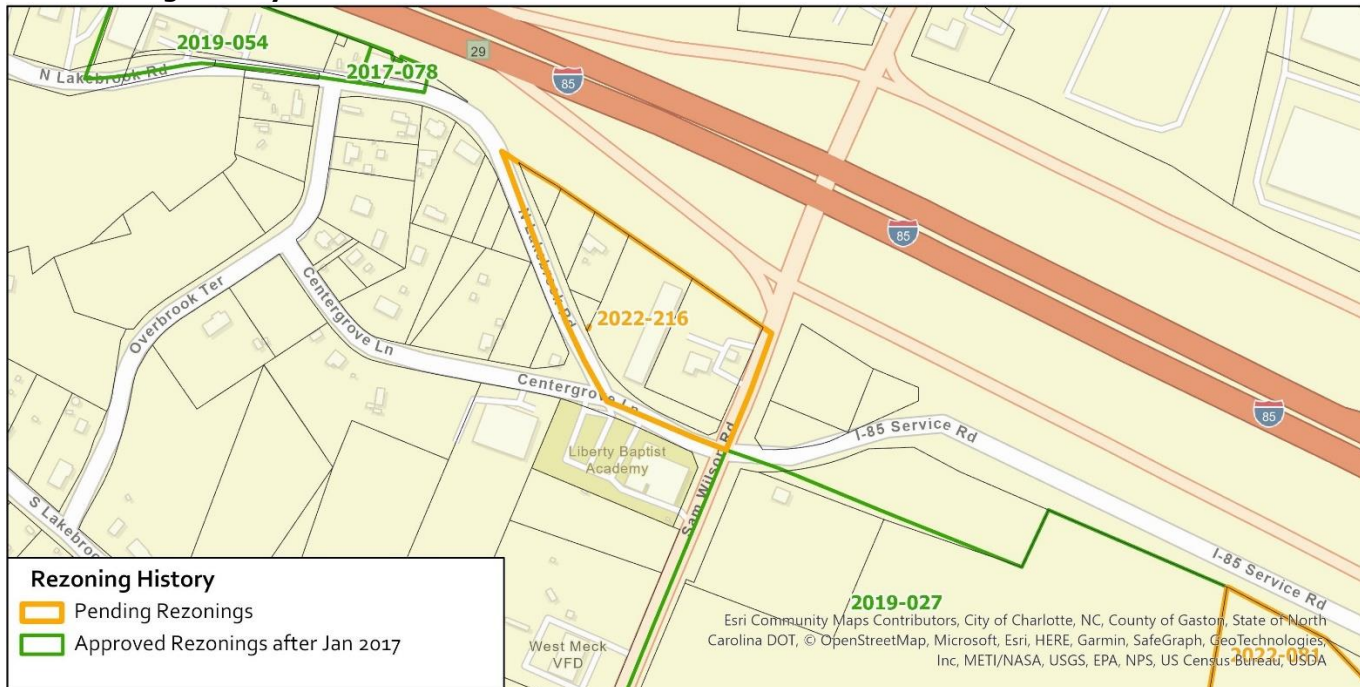 2019-054
29
N Lakebrook Rd
2017-078
85
N Lakebrook Rd
85
Overbrook Ter
Centergrove Ln
2022-216
85
Centergrove Ln
I-85 Service Rd
Liberty Baptist
Academy
Sam Wilson Rd
S Lakebroo
I-85 Service Rd
Rezoning History
Pending Rezonings
Approved Rezonings after Jan 2017
2019-027
West Meck
VFD
Esri Community Maps Contributors, City of Charlotte, NC, County of Gaston, State of North
Carolina DOT, © OpenStreetMap, Microsoft, Esri, HERE, Garmin, SafeGraph, GeoTechnologies,
Inc, METI/NASA, USGS, EPA, NPS, US Census Bureau, USDA
2022-081